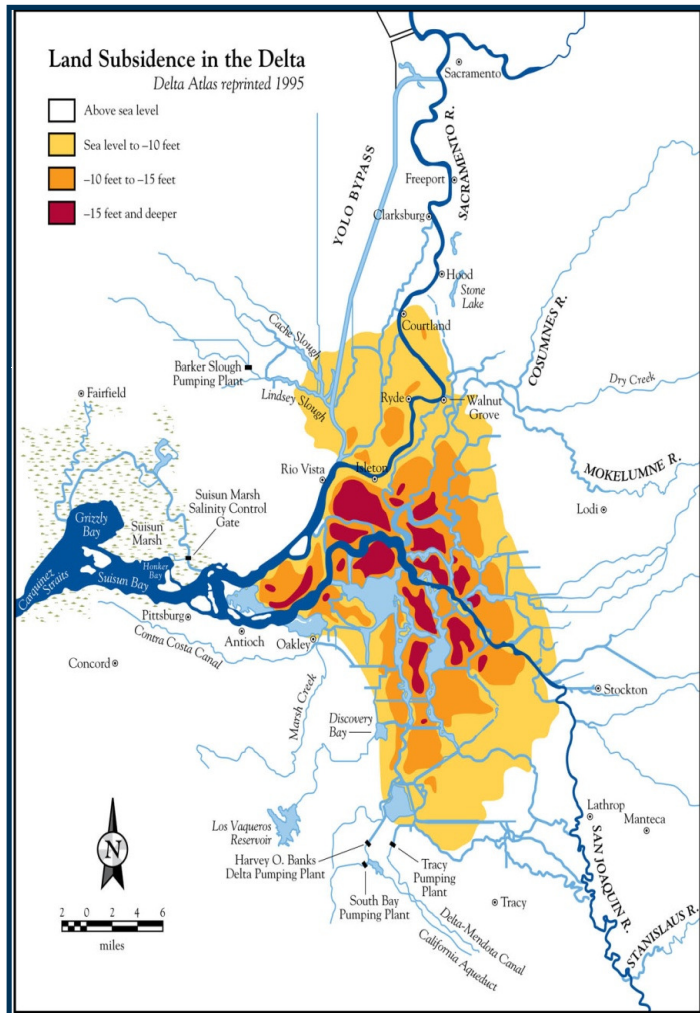 Land Subsidence in the Delta
Delta Atlas reprinted 1995
Above sea level
Sea level to –10 feet
–10 feet to –15 feet
–15 feet and deeper
Sacramento
YOLO BYPASS
SACRAMENTO R.
Freeport
Clarksburg
Hood
Stone
Lake
Courtland
Cache Slough
COSUMNES R.
Barker Slough
Pumping Plant
Lindsey Slough
Dry Creek
Fairfield
Ryde
Walnut
Grove
MOKELUMNE R.
Rio Vista
Isleton
Suisun Marsh
Salinity Control
Gate
Lodi
Grizzly
Bay
Suisun
Marsh
Honker
Bay
Carquinez
Straits
Suisun Bay
Pittsburg
Antioch
Oakley
Contra Costa Canal
Concord
Marsh Creek
Stockton
Discovery
Bay
Los Vaqueros
Reservoir
Lathrop
Manteca
Harvey O. Banks
Delta Pumping Plant
Tracy
Pumping
Plant
South Bay
Pumping Plant
Tracy
SAN JOAQUIN R.
STANISLAUS R.
Delta-Mendota Canal
California Aqueduct
N
2 0 2 4 6
miles